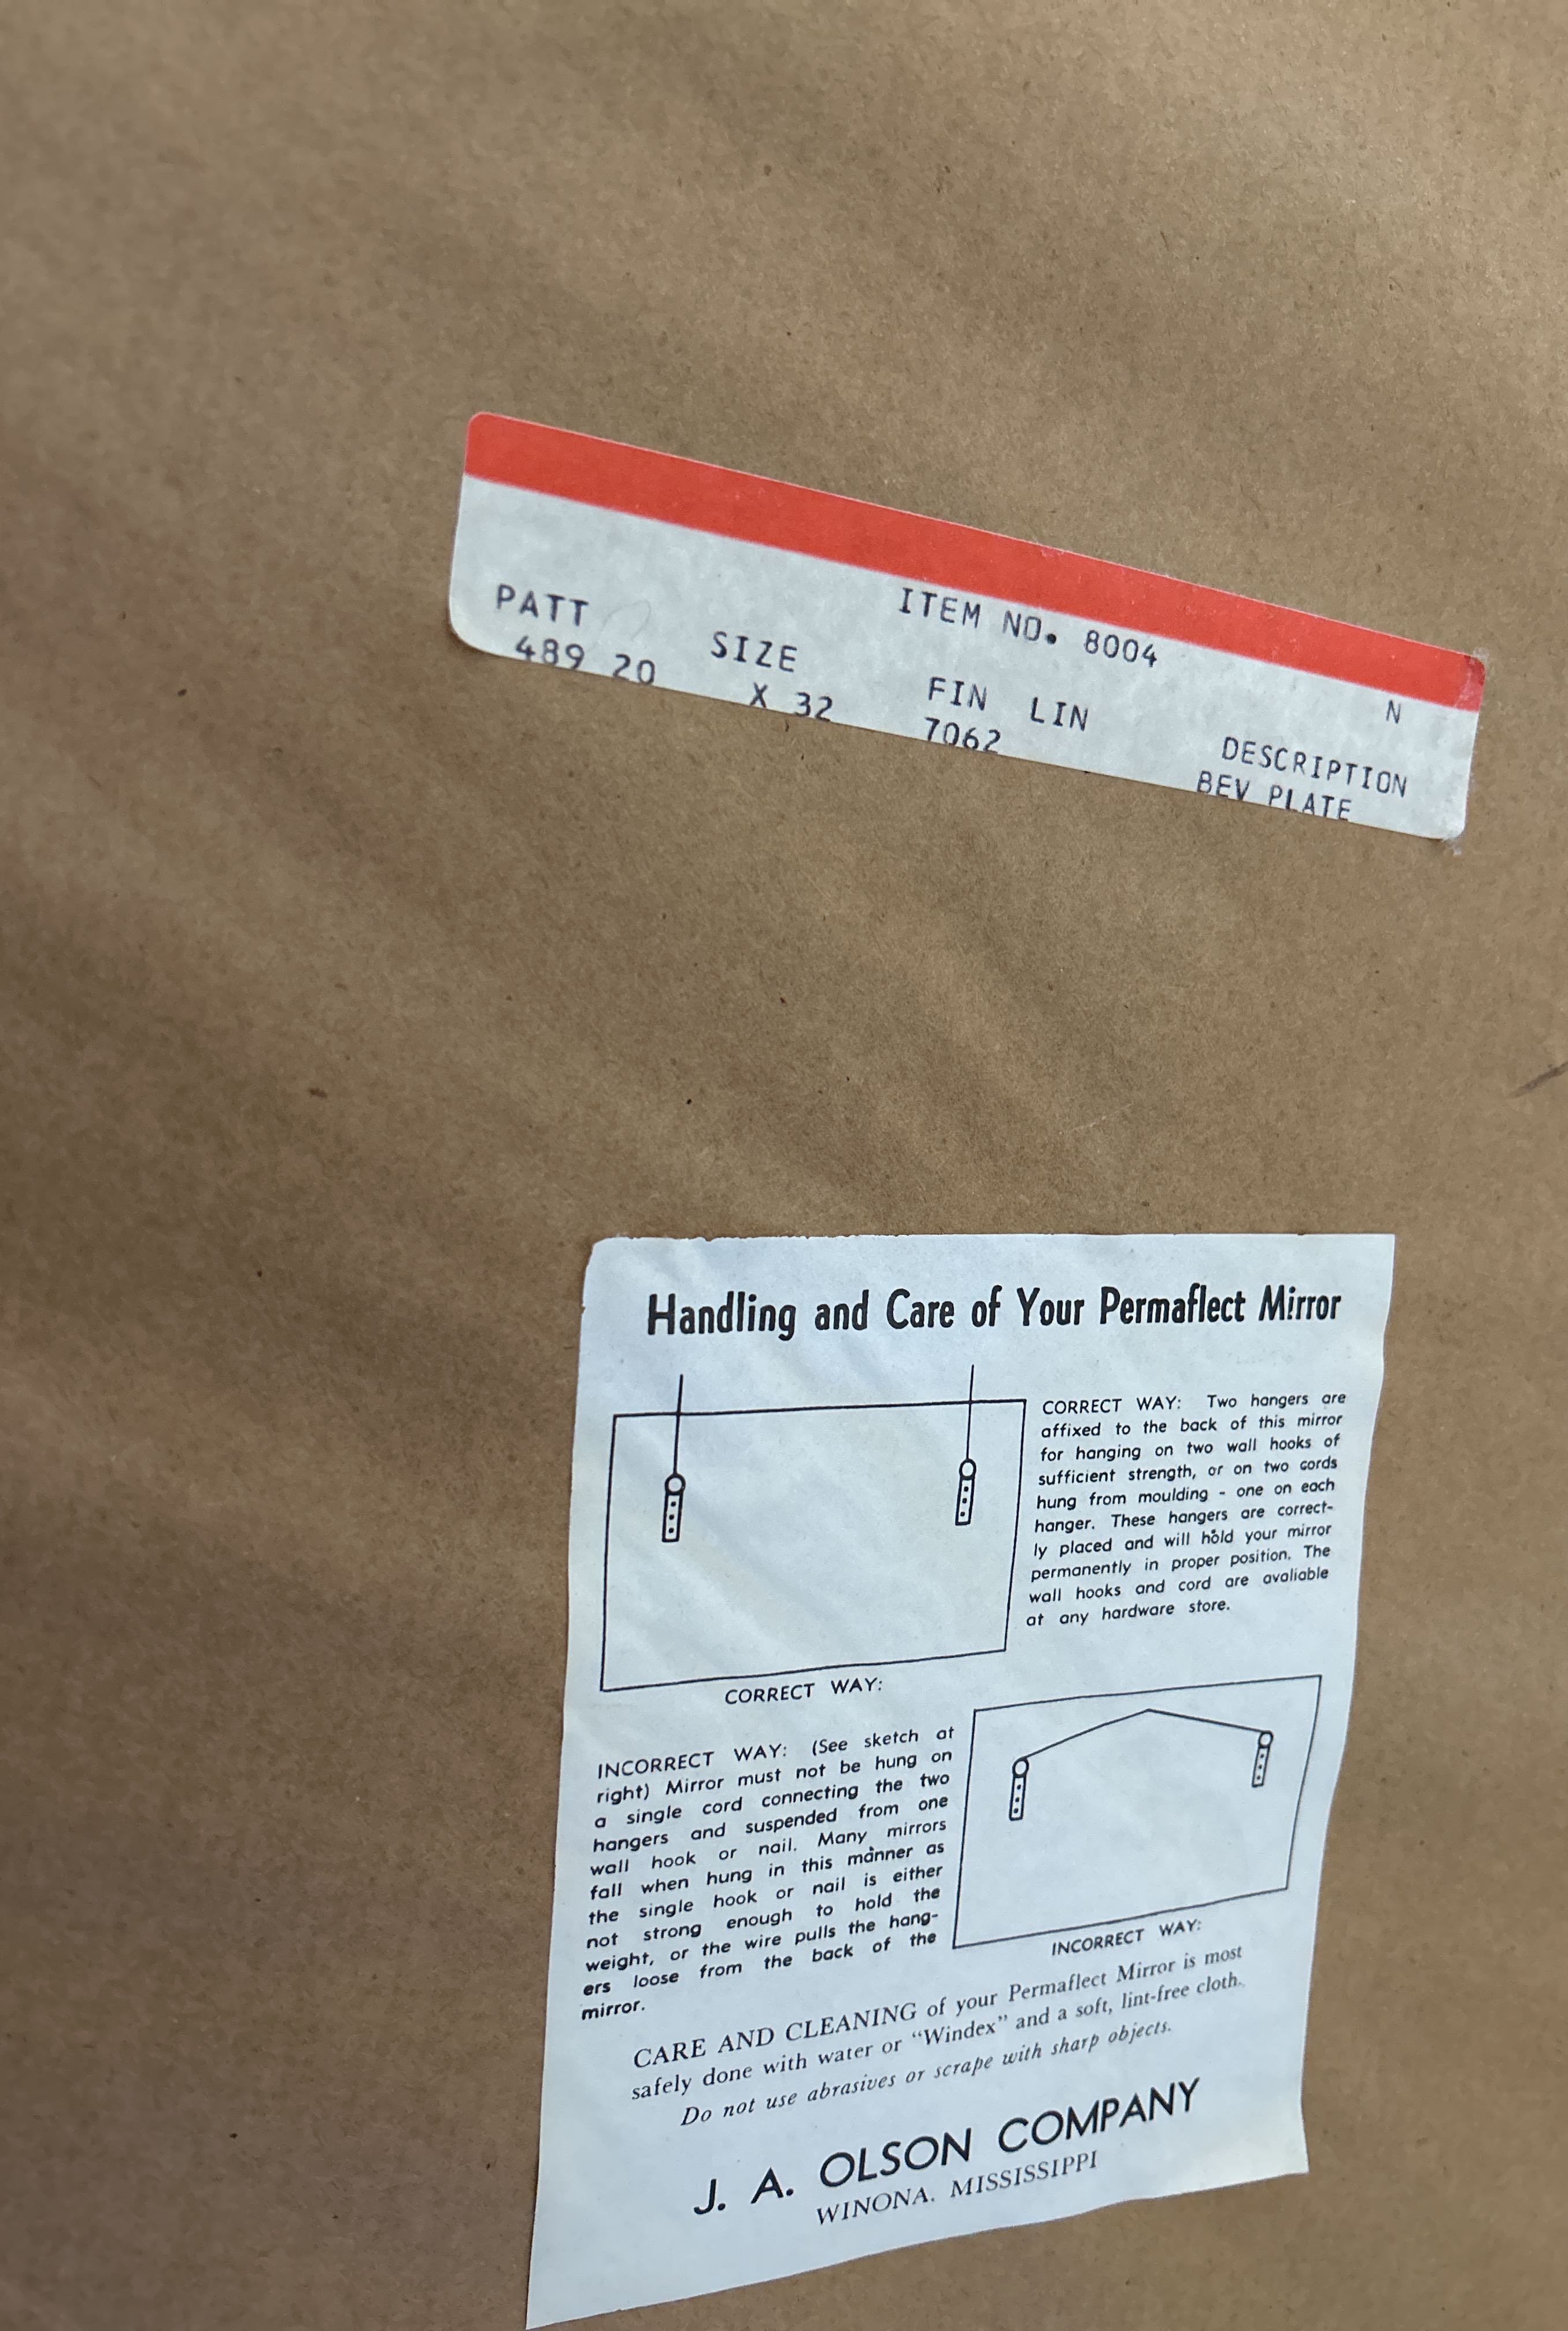 ITEM NO. 8004 N
PATT SIZE FIN LIN DESCRIPTION
489 20 X 32 7062 BEV PLATE
Handling and Care of Your Permaflect Mirror
CORRECT WAY: Two hangers are
affixed to the back of this mirror
for hanging on two wall hooks of
sufficient strength, or on two cords
hung from moulding - one on each
hanger. These hangers are correct-
ly placed and will hold your mirror
permanently in proper position. The
wall hooks and cord are avaliable
at any hardware store.
CORRECT WAY:
INCORRECT WAY: (See sketch at
right) Mirror must not be hung on
a single cord connecting the two
hangers and suspended from one
wall hook or nail. Many mirrors
fall when hung in this manner as
the single hook or nail is either
not strong enough to hold the
weight, or the wire pulls the hang-
ers loose from the back of the
mirror.
INCORRECT WAY:
CARE AND CLEANING of your Permaflect Mirror is most
safely done with water or "Windex" and a soft, lint-free cloth.
Do not use abrasives or scrape with sharp objects.
J. A. OLSON COMPANY
WINONA. MISSISSIPPI